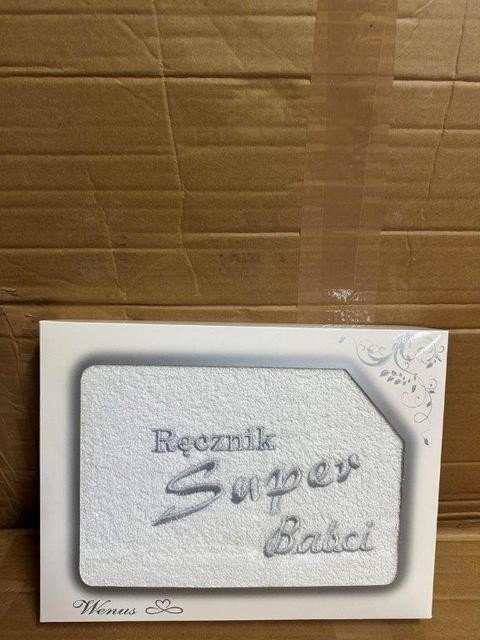 Ręcznik
Super
Babci
Wenus